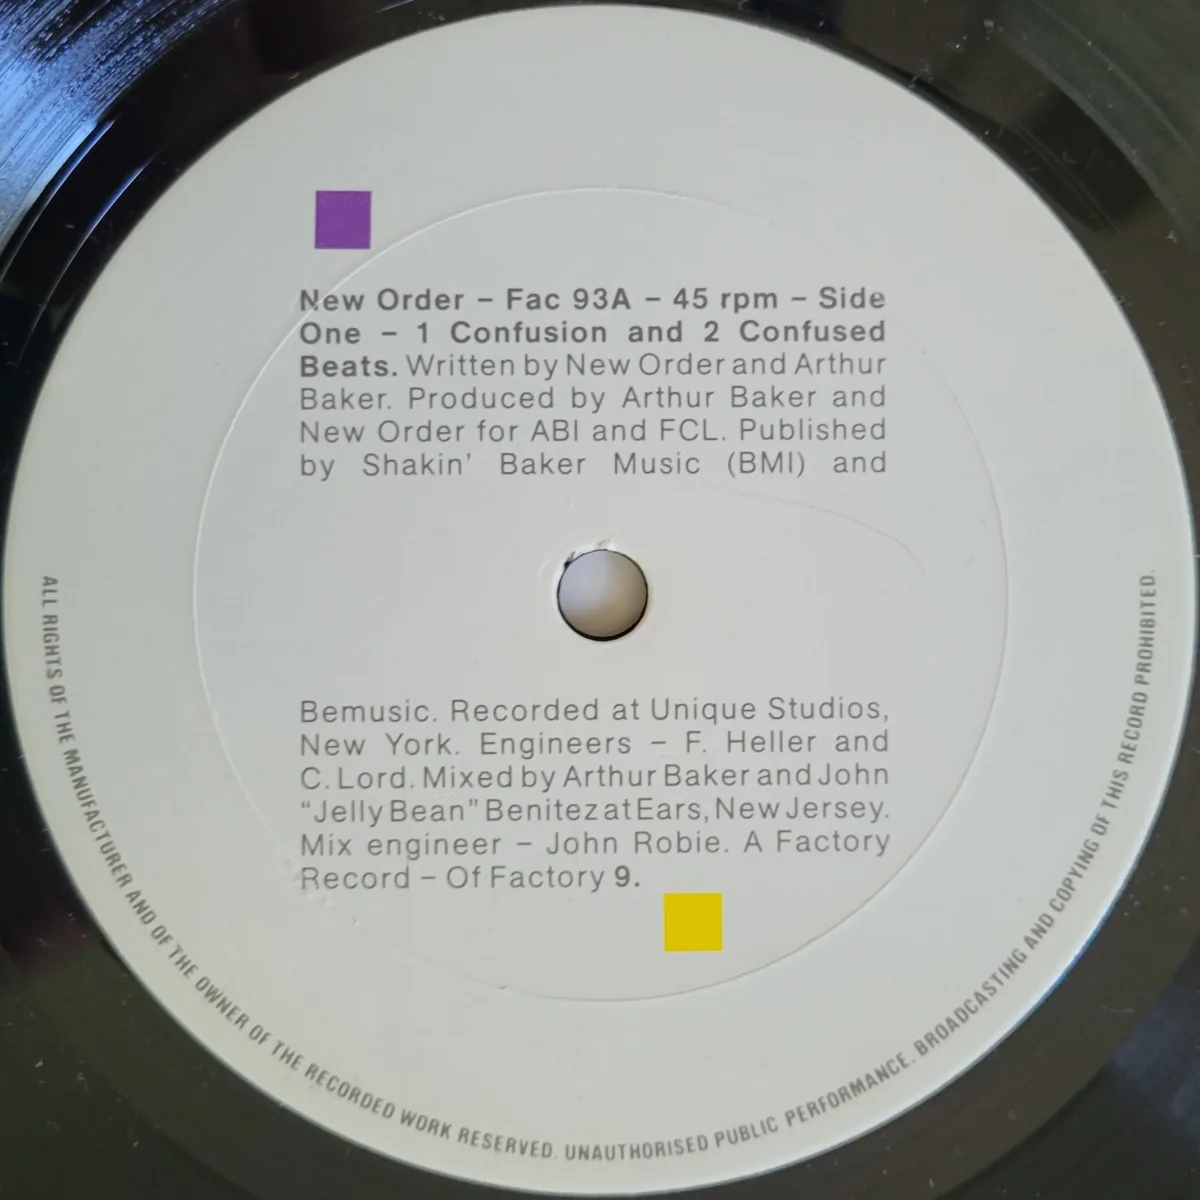 New Order – Fac 93A – 45 rpm – Side
One – 1 Confusion and 2 Confused
Beats. Written by New Order and Arthur
Baker. Produced by Arthur Baker and
New Order for ABI and FCL. Published
by Shakin' Baker Music (BMI) and
Bemusic. Recorded at Unique Studios,
New York. Engineers – F. Heller and
C. Lord. Mixed by Arthur Baker and John
“Jelly Bean” Benitez at Ears, New Jersey.
Mix engineer – John Robie. A Factory
Record – Of Factory 9.
ALL RIGHTS OF THE MANUFACTURER AND OF THE OWNER OF THE RECORDED WORK RESERVED. UNAUTHORISED PUBLIC PERFORMANCE. BROADCASTING AND COPYING OF THIS RECORD PROHIBITED.